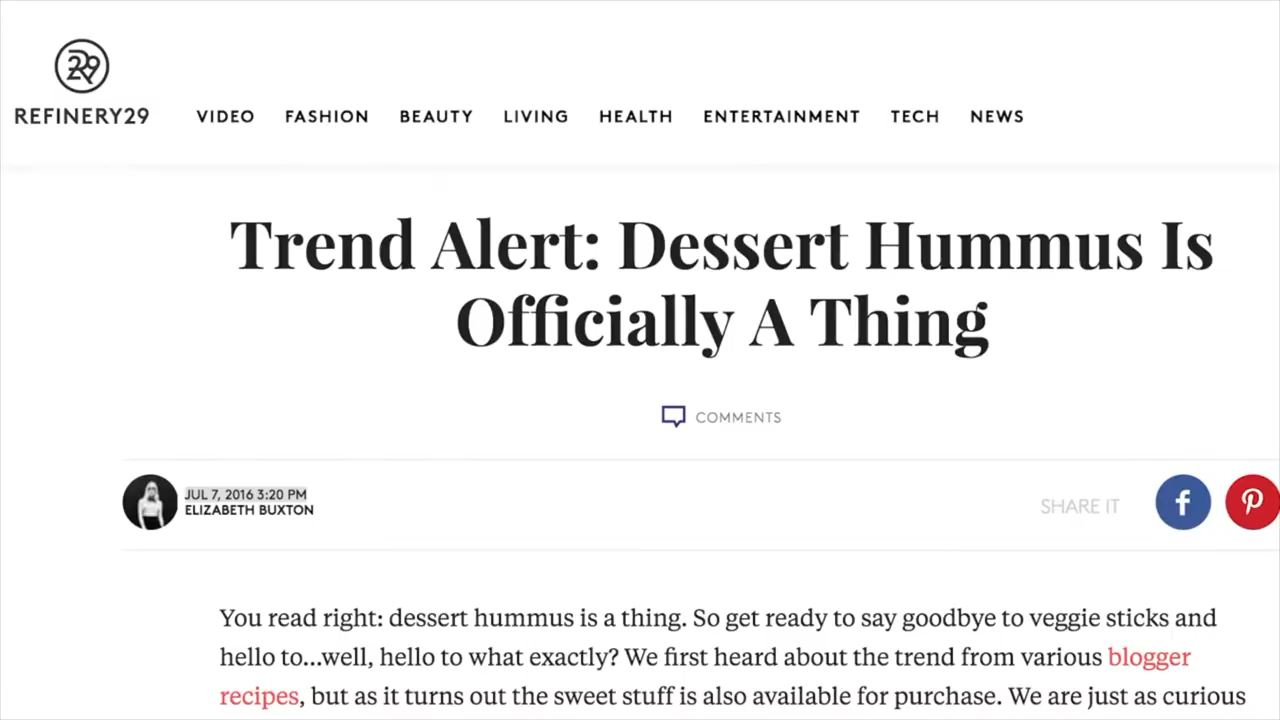 R29
REFINERY29
VIDEO FASHION BEAUTY LIVING HEALTH ENTERTAINMENT TECH NEWS
Trend Alert: Dessert Hummus Is
Officially A Thing
COMMENTS
JUL 7, 2016 3:20 PM
ELIZABETH BUXTON
SHARE IT
You read right: dessert hummus is a thing. So get ready to say goodbye to veggie sticks and
hello to...well, hello to what exactly? We first heard about the trend from various blogger
recipes, but as it turns out the sweet stuff is also available for purchase. We are just as curious